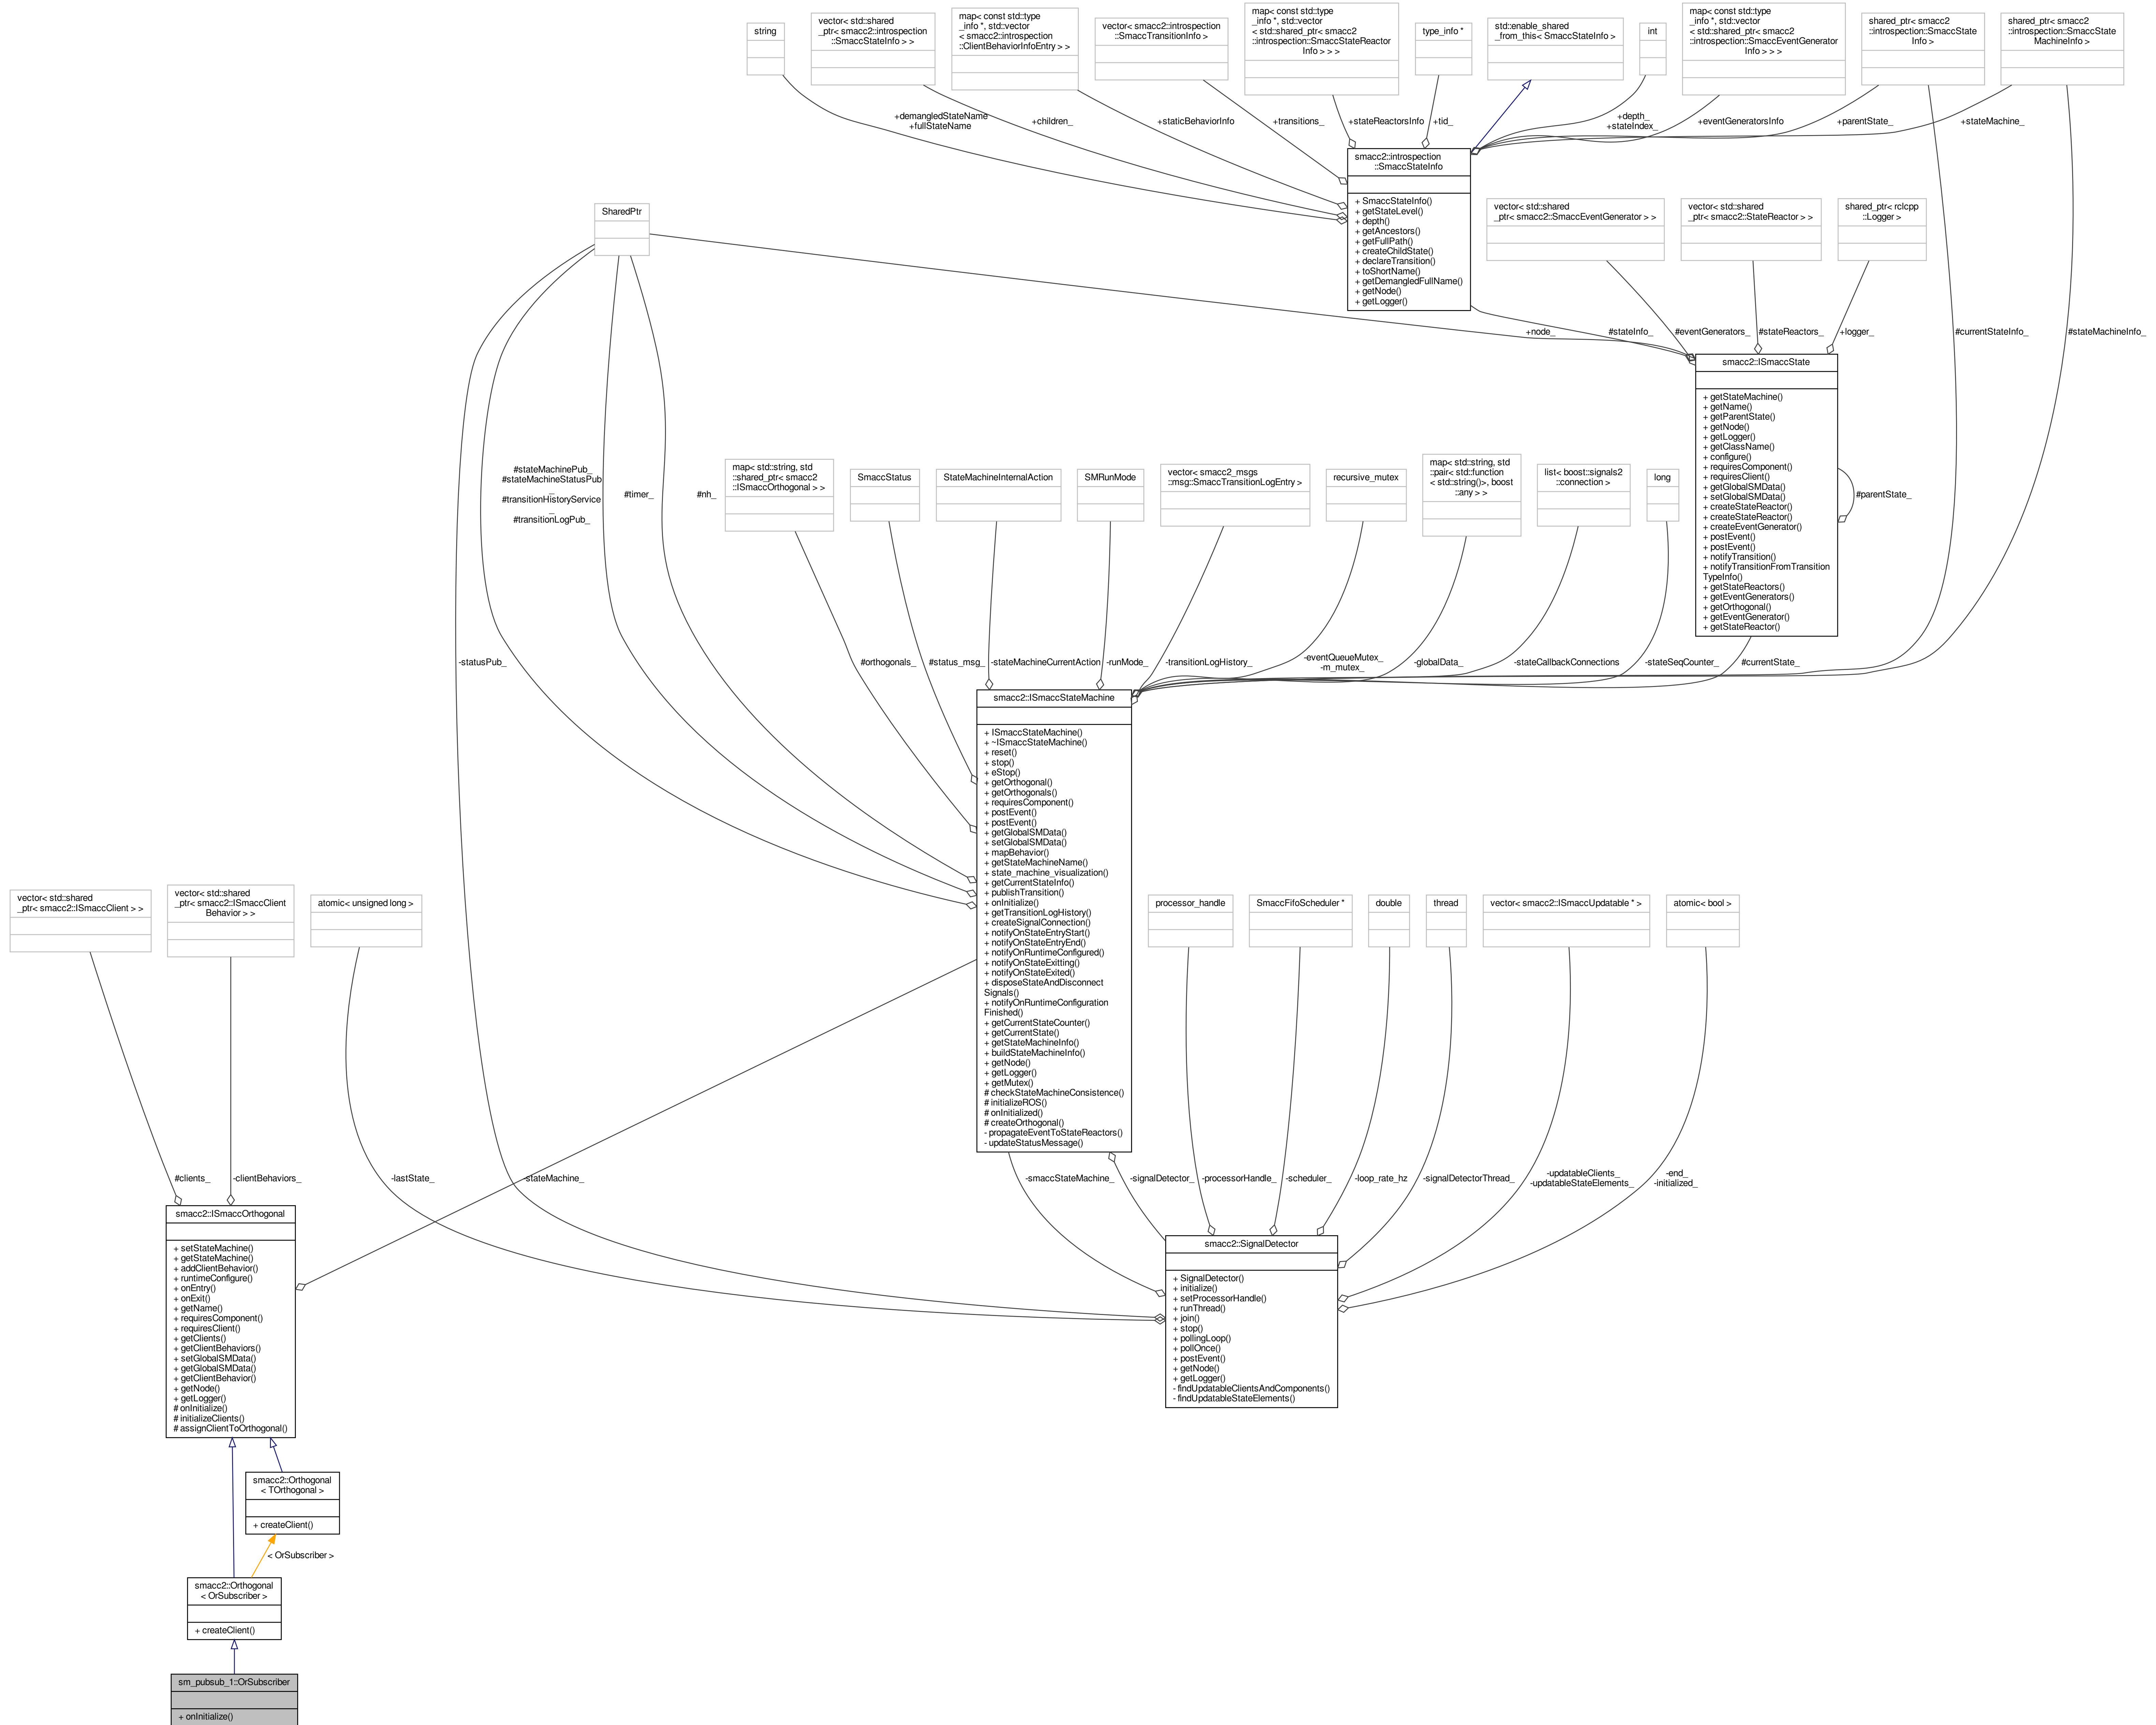 string
vector< std::shared
_ptr< smacc2::introspection
::SmaccStateInfo > >
map< const std::type
_info *, std::vector
< smacc2::introspection
::ClientBehaviorInfoEntry > >
vector< smacc2::introspection
::SmaccTransitionInfo >
map< const std::type
_info *, std::vector
< std::shared_ptr< smacc2
::introspection::SmaccStateReactor
Info > > >
type_info *
std::enable_shared
_from_this< SmaccStateInfo >
int
map< const std::type
_info *, std::vector
< std::shared_ptr< smacc2
::introspection::SmaccEventGenerator
Info > > >
shared_ptr< smacc2
::introspection::SmaccState
Info >
shared_ptr< smacc2
::introspection::SmaccState
MachineInfo >
+demangledStateName
+fullStateName
+children_
+staticBehaviorInfo
+transitions_
+stateReactorsInfo
+tid_
+depth_
+stateIndex_
+eventGeneratorsInfo
+parentState_
+stateMachine_
smacc2::introspection
::SmaccStateInfo
+ SmaccStateInfo()
+ getStateLevel()
+ depth()
+ getAncestors()
+ getFullPath()
+ createChildState()
+ declareTransition()
+ toShortName()
+ getDemangledFullName()
+ getNode()
+ getLogger()
SharedPtr
vector< std::shared
_ptr< smacc2::SmaccEventGenerator > >
vector< std::shared
_ptr< smacc2::StateReactor > >
shared_ptr< rclcpp
::Logger >
+node_
#stateInfo_
#eventGenerators_
#stateReactors_
+logger_
#currentStateInfo_
#stateMachineInfo_
smacc2::ISmaccState
+ getStateMachine()
+ getName()
+ getParentState()
+ getNode()
+ getLogger()
+ getClassName()
+ configure()
+ requiresComponent()
+ requiresClient()
+ getGlobalSMData()
+ setGlobalSMData()
+ createStateReactor()
+ createStateReactor()
+ createEventGenerator()
+ postEvent()
+ postEvent()
+ notifyTransition()
+ notifyTransitionFromTransition
TypeInfo()
+ getStateReactors()
+ getEventGenerators()
+ getOrthogonal()
+ getEventGenerator()
+ getStateReactor()
#parentState_
#stateMachinePub_
#stateMachineStatusPub
_
#transitionHistoryService
_
#transitionLogPub_
#timer_
#nh_
map< std::string, std
::shared_ptr< smacc2
::ISmaccOrthogonal > >
SmaccStatus
StateMachineInternalAction
SMRunMode
vector< smacc2_msgs
::msg::SmaccTransitionLogEntry >
recursive_mutex
map< std::string, std
::pair< std::function
< std::string()>, boost
::any > >
list< boost::signals2
::connection >
long
-statusPub_
#orthogonals_
#status_msg_
-stateMachineCurrentAction
-runMode_
-transitionLogHistory_
-eventQueueMutex_
-m_mutex_
-globalData_
-stateCallbackConnections
-stateSeqCounter_
#currentState_
smacc2::ISmaccStateMachine
+ ISmaccStateMachine()
+ ~ISmaccStateMachine()
+ reset()
+ stop()
+ eStop()
+ getOrthogonal()
+ getOrthogonals()
+ requiresComponent()
+ postEvent()
+ postEvent()
+ getGlobalSMData()
+ setGlobalSMData()
+ mapBehavior()
+ getStateMachineName()
+ state_machine_visualization()
+ getCurrentStateInfo()
+ publishTransition()
+ onInitialize()
+ getTransitionLogHistory()
+ createSignalConnection()
+ notifyOnStateEntryStart()
+ notifyOnStateEntryEnd()
+ notifyOnRuntimeConfigured()
+ notifyOnStateExitting()
+ notifyOnStateExited()
+ disposeStateAndDisconnect
Signals()
+ notifyOnRuntimeConfiguration
Finished()
+ getCurrentStateCounter()
+ getCurrentState()
+ getStateMachineInfo()
+ buildStateMachineInfo()
+ getNode()
+ getLogger()
+ getMutex()
# checkStateMachineConsistence()
# initializeROS()
# onInitialized()
# createOrthogonal()
- propagateEventToStateReactors()
- updateStatusMessage()
vector< std::shared
_ptr< smacc2::ISmaccClient > >
vector< std::shared
_ptr< smacc2::ISmaccClient
Behavior > >
atomic< unsigned long >
processor_handle
SmaccFifoScheduler *
double
thread
vector< smacc2::ISmaccUpdatable * >
atomic< bool >
#clients_
-clientBehaviors_
-lastState_
-stateMachine_
-smaccStateMachine_
-signalDetector_
-processorHandle_
-scheduler_
-loop_rate_hz
-signalDetectorThread_
-updatableClients_
-updatableStateElements_
-end_
-initialized_
smacc2::ISmaccOrthogonal
+ setStateMachine()
+ getStateMachine()
+ addClientBehavior()
+ runtimeConfigure()
+ onEntry()
+ onExit()
+ getName()
+ requiresComponent()
+ requiresClient()
+ getClients()
+ getClientBehaviors()
+ setGlobalSMData()
+ getGlobalSMData()
+ getClientBehavior()
+ getNode()
+ getLogger()
# onInitialize()
# initializeClients()
# assignClientToOrthogonal()
smacc2::SignalDetector
+ SignalDetector()
+ initialize()
+ setProcessorHandle()
+ runThread()
+ join()
+ stop()
+ pollingLoop()
+ pollOnce()
+ postEvent()
+ getNode()
+ getLogger()
- findUpdatableClientsAndComponents()
- findUpdatableStateElements()
smacc2::Orthogonal
< TOrthogonal >
+ createClient()
< OrSubscriber >
smacc2::Orthogonal
< OrSubscriber >
+ createClient()
sm_pubsub_1::OrSubscriber
+ onInitialize()